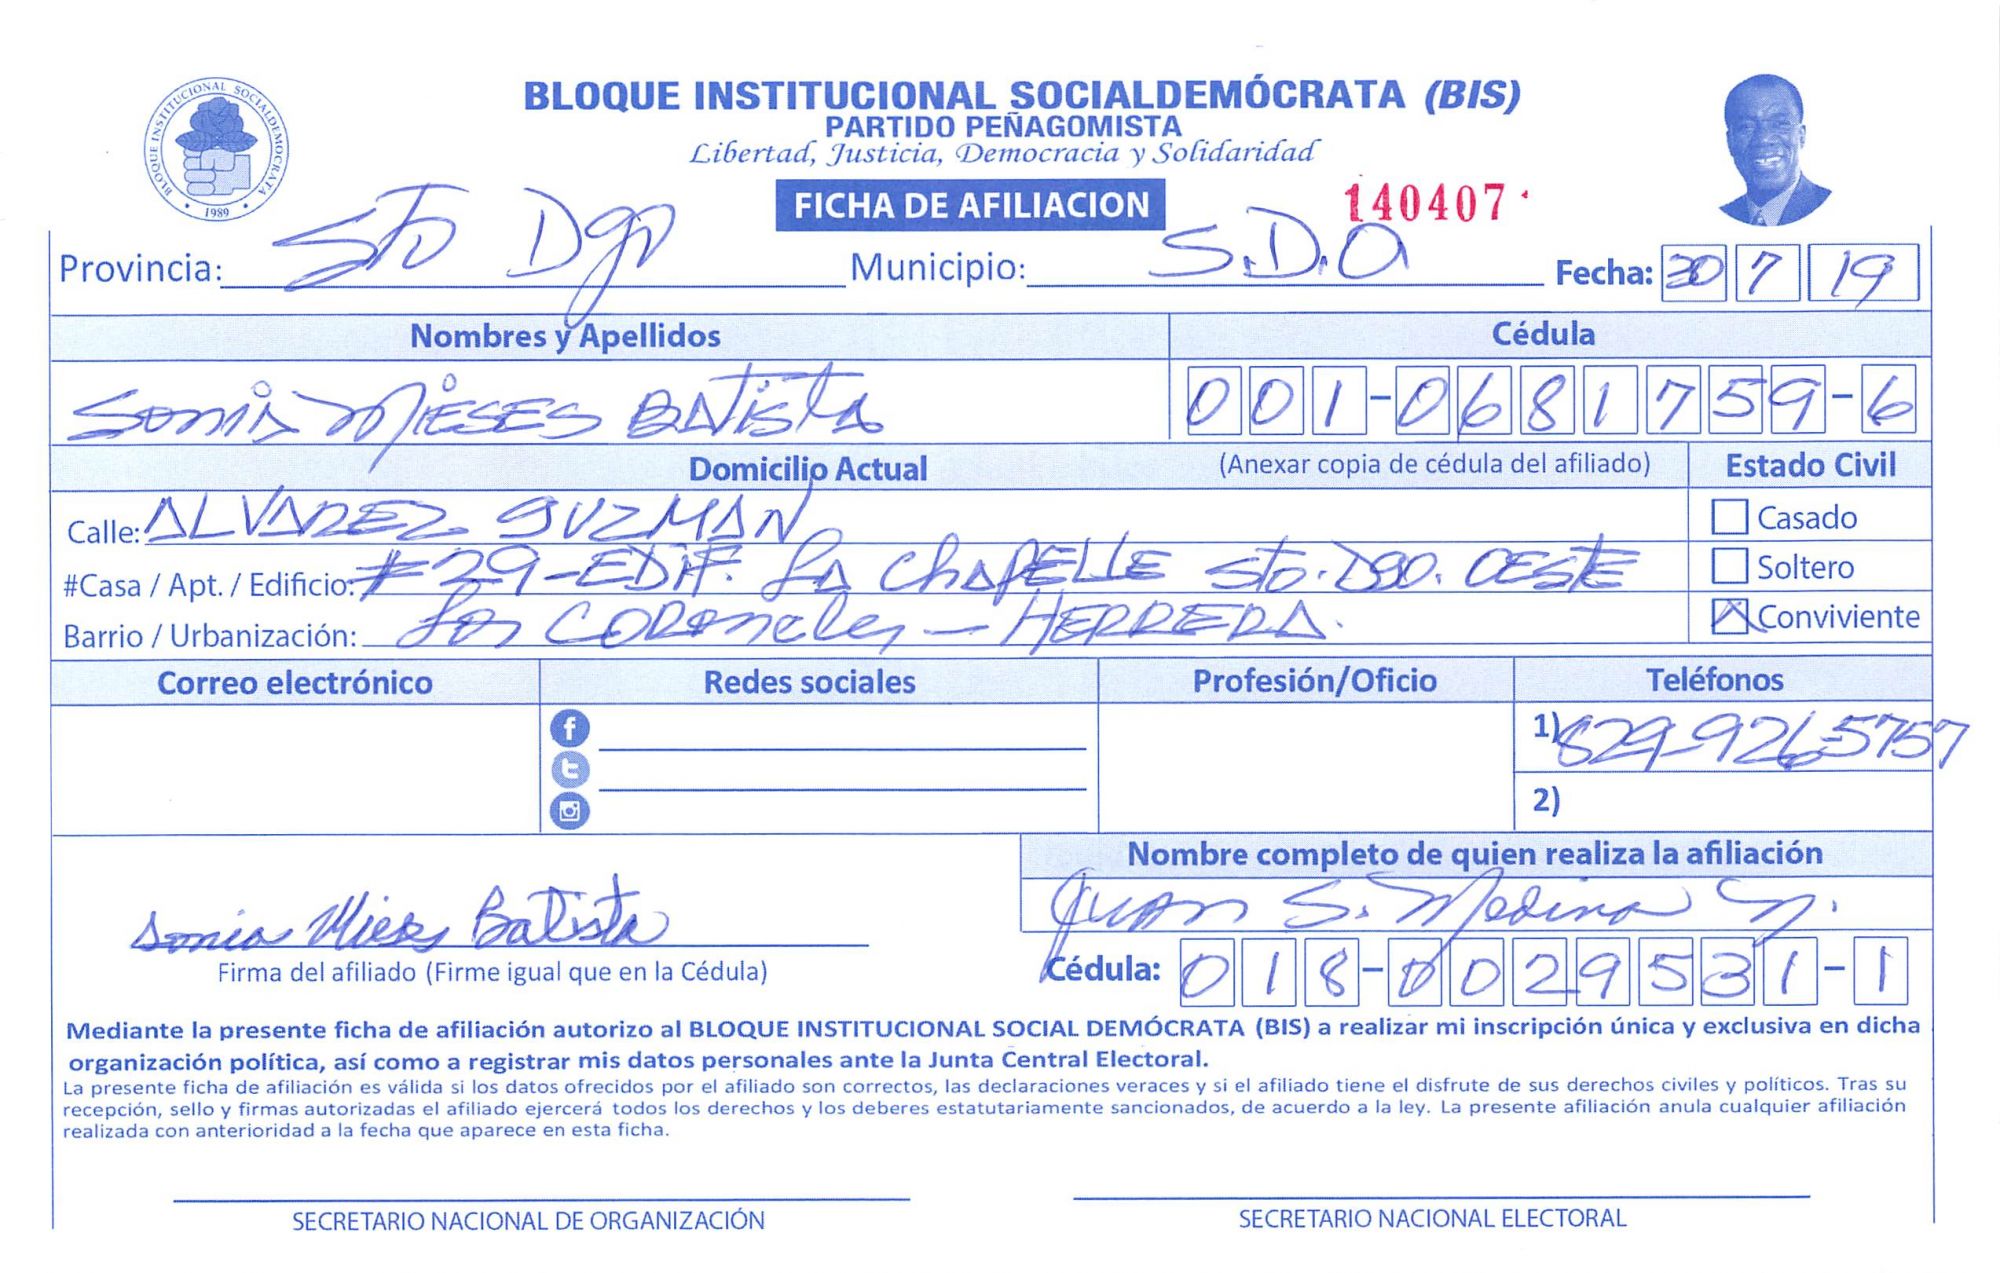 BLOQUE INSTITUCIONAL SOCIALDEMOCRATA
1989
BLOQUE INSTITUCIONAL SOCIALDEMÓCRATA (BIS)
PARTIDO PEÑAGOMISTA
Libertad, Justicia, Democracia y Solidaridad
FICHA DE AFILIACION 140407
Provincia: Sto Dgo Municipio: S.D.O Fecha: 30 7 19
Nombres y Apellidos Cédula
Sonia Mieses Batista 001-0681759-6
Domicilio Actual (Anexar copia de cédula del afiliado) Estado Civil
Calle: ALVAREZ GUZMAN Casado
#Casa / Apt. / Edificio: #29-EDIF. La ChAPELLE Sto. Dgo. OESTE Soltero
Barrio / Urbanización: Los CORoneles - HERRERA. Conviviente
Correo electrónico Redes sociales Profesión/Oficio Teléfonos
1) 829-926-5757
2)
Nombre completo de quien realiza la afiliación
Sonia Mieses Batista Juan S. Medina
Firma del afiliado (Firme igual que en la Cédula) Cédula: 018-0029531-1
Mediante la presente ficha de afiliación autorizo al BLOQUE INSTITUCIONAL SOCIAL DEMÓCRATA (BIS) a realizar mi inscripción única y exclusiva en dicha
organización política, así como a registrar mis datos personales ante la Junta Central Electoral.
La presente ficha de afiliación es válida si los datos ofrecidos por el afiliado son correctos, las declaraciones veraces y si el afiliado tiene el disfrute de sus derechos civiles y políticos. Tras su
recepción, sello y firmas autorizadas el afiliado ejercerá todos los derechos y los deberes estatutariamente sancionados, de acuerdo a la ley. La presente afiliación anula cualquier afiliación
realizada con anterioridad a la fecha que aparece en esta ficha.
SECRETARIO NACIONAL DE ORGANIZACIÓN SECRETARIO NACIONAL ELECTORAL